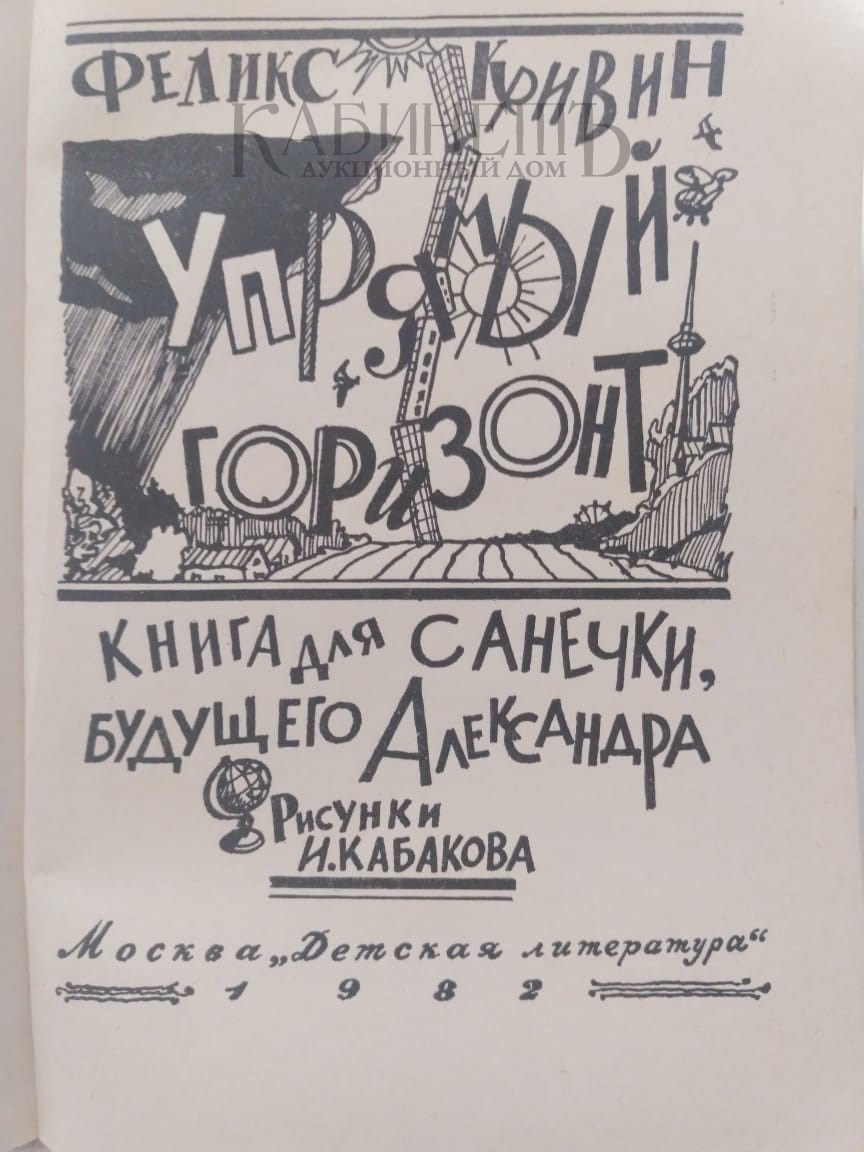 Феликс Кривин
КАБИНЕТЪ
АУКЦИОННЫЙ ДОМ
УПРЯМЫЙ
ГОРИЗОНТ
КНИГА ДЛЯ САНЕЧКИ,
БУДУЩЕГО АЛЕКСАНДРА
Рисунки
И. КАБАКОВА
Москва „Детская литература“
1982